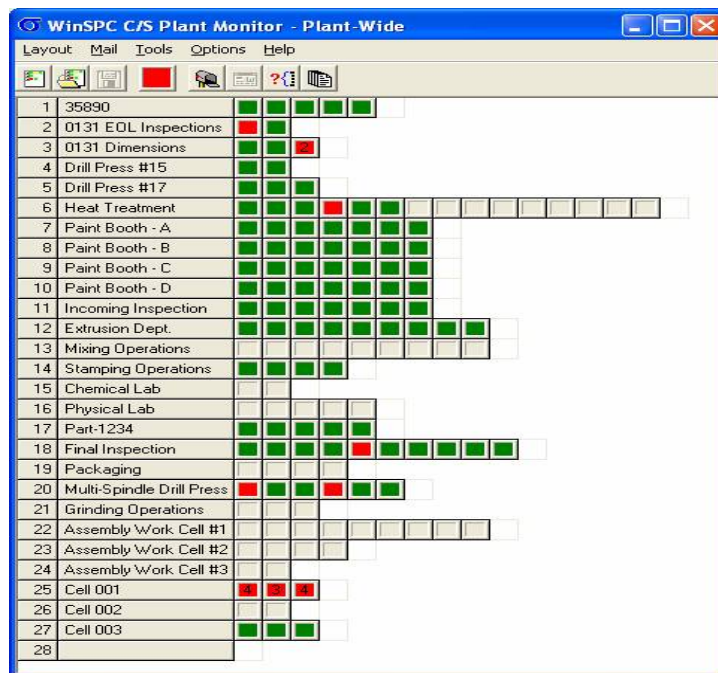 WinSPC C/S Plant Monitor - Plant-Wide
Layout Mail Tools Options Help
?{}
1 35890
2 0131 EOL Inspections
3 0131 Dimensions 2
4 Drill Press #15
5 Drill Press #17
6 Heat Treatment
7 Paint Booth - A
8 Paint Booth - B
9 Paint Booth - C
10 Paint Booth - D
11 Incoming Inspection
12 Extrusion Dept.
13 Mixing Operations
14 Stamping Operations
15 Chemical Lab
16 Physical Lab
17 Part-1234
18 Final Inspection
19 Packaging
20 Multi-Spindle Drill Press
21 Grinding Operations
22 Assembly Work Cell #1
23 Assembly Work Cell #2
24 Assembly Work Cell #3
25 Cell 001 4 3 4
26 Cell 002
27 Cell 003
28